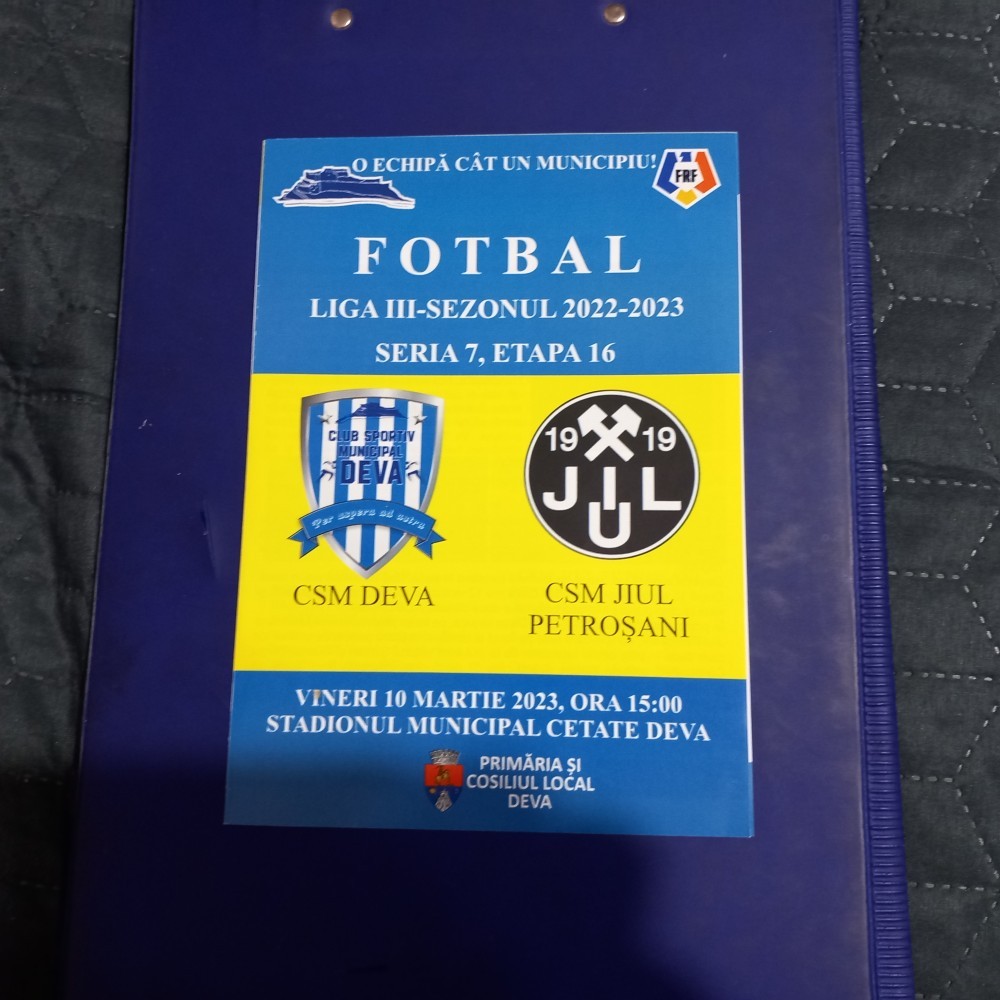 O ECHIPĂ CÂT UN MUNICIPIU!
FRF
FOTBAL
LIGA III-SEZONUL 2022-2023
SERIA 7, ETAPA 16
CLUB SPORTIV
MUNICIPAL
DEVA
Per aspera ad astra
19 19
JIUL
CSM DEVA
CSM JIUL
PETROȘANI
VINERI 10 MARTIE 2023, ORA 15:00
STADIONUL MUNICIPAL CETATE DEVA
PRIMĂRIA ȘI
COSILIUL LOCAL
DEVA